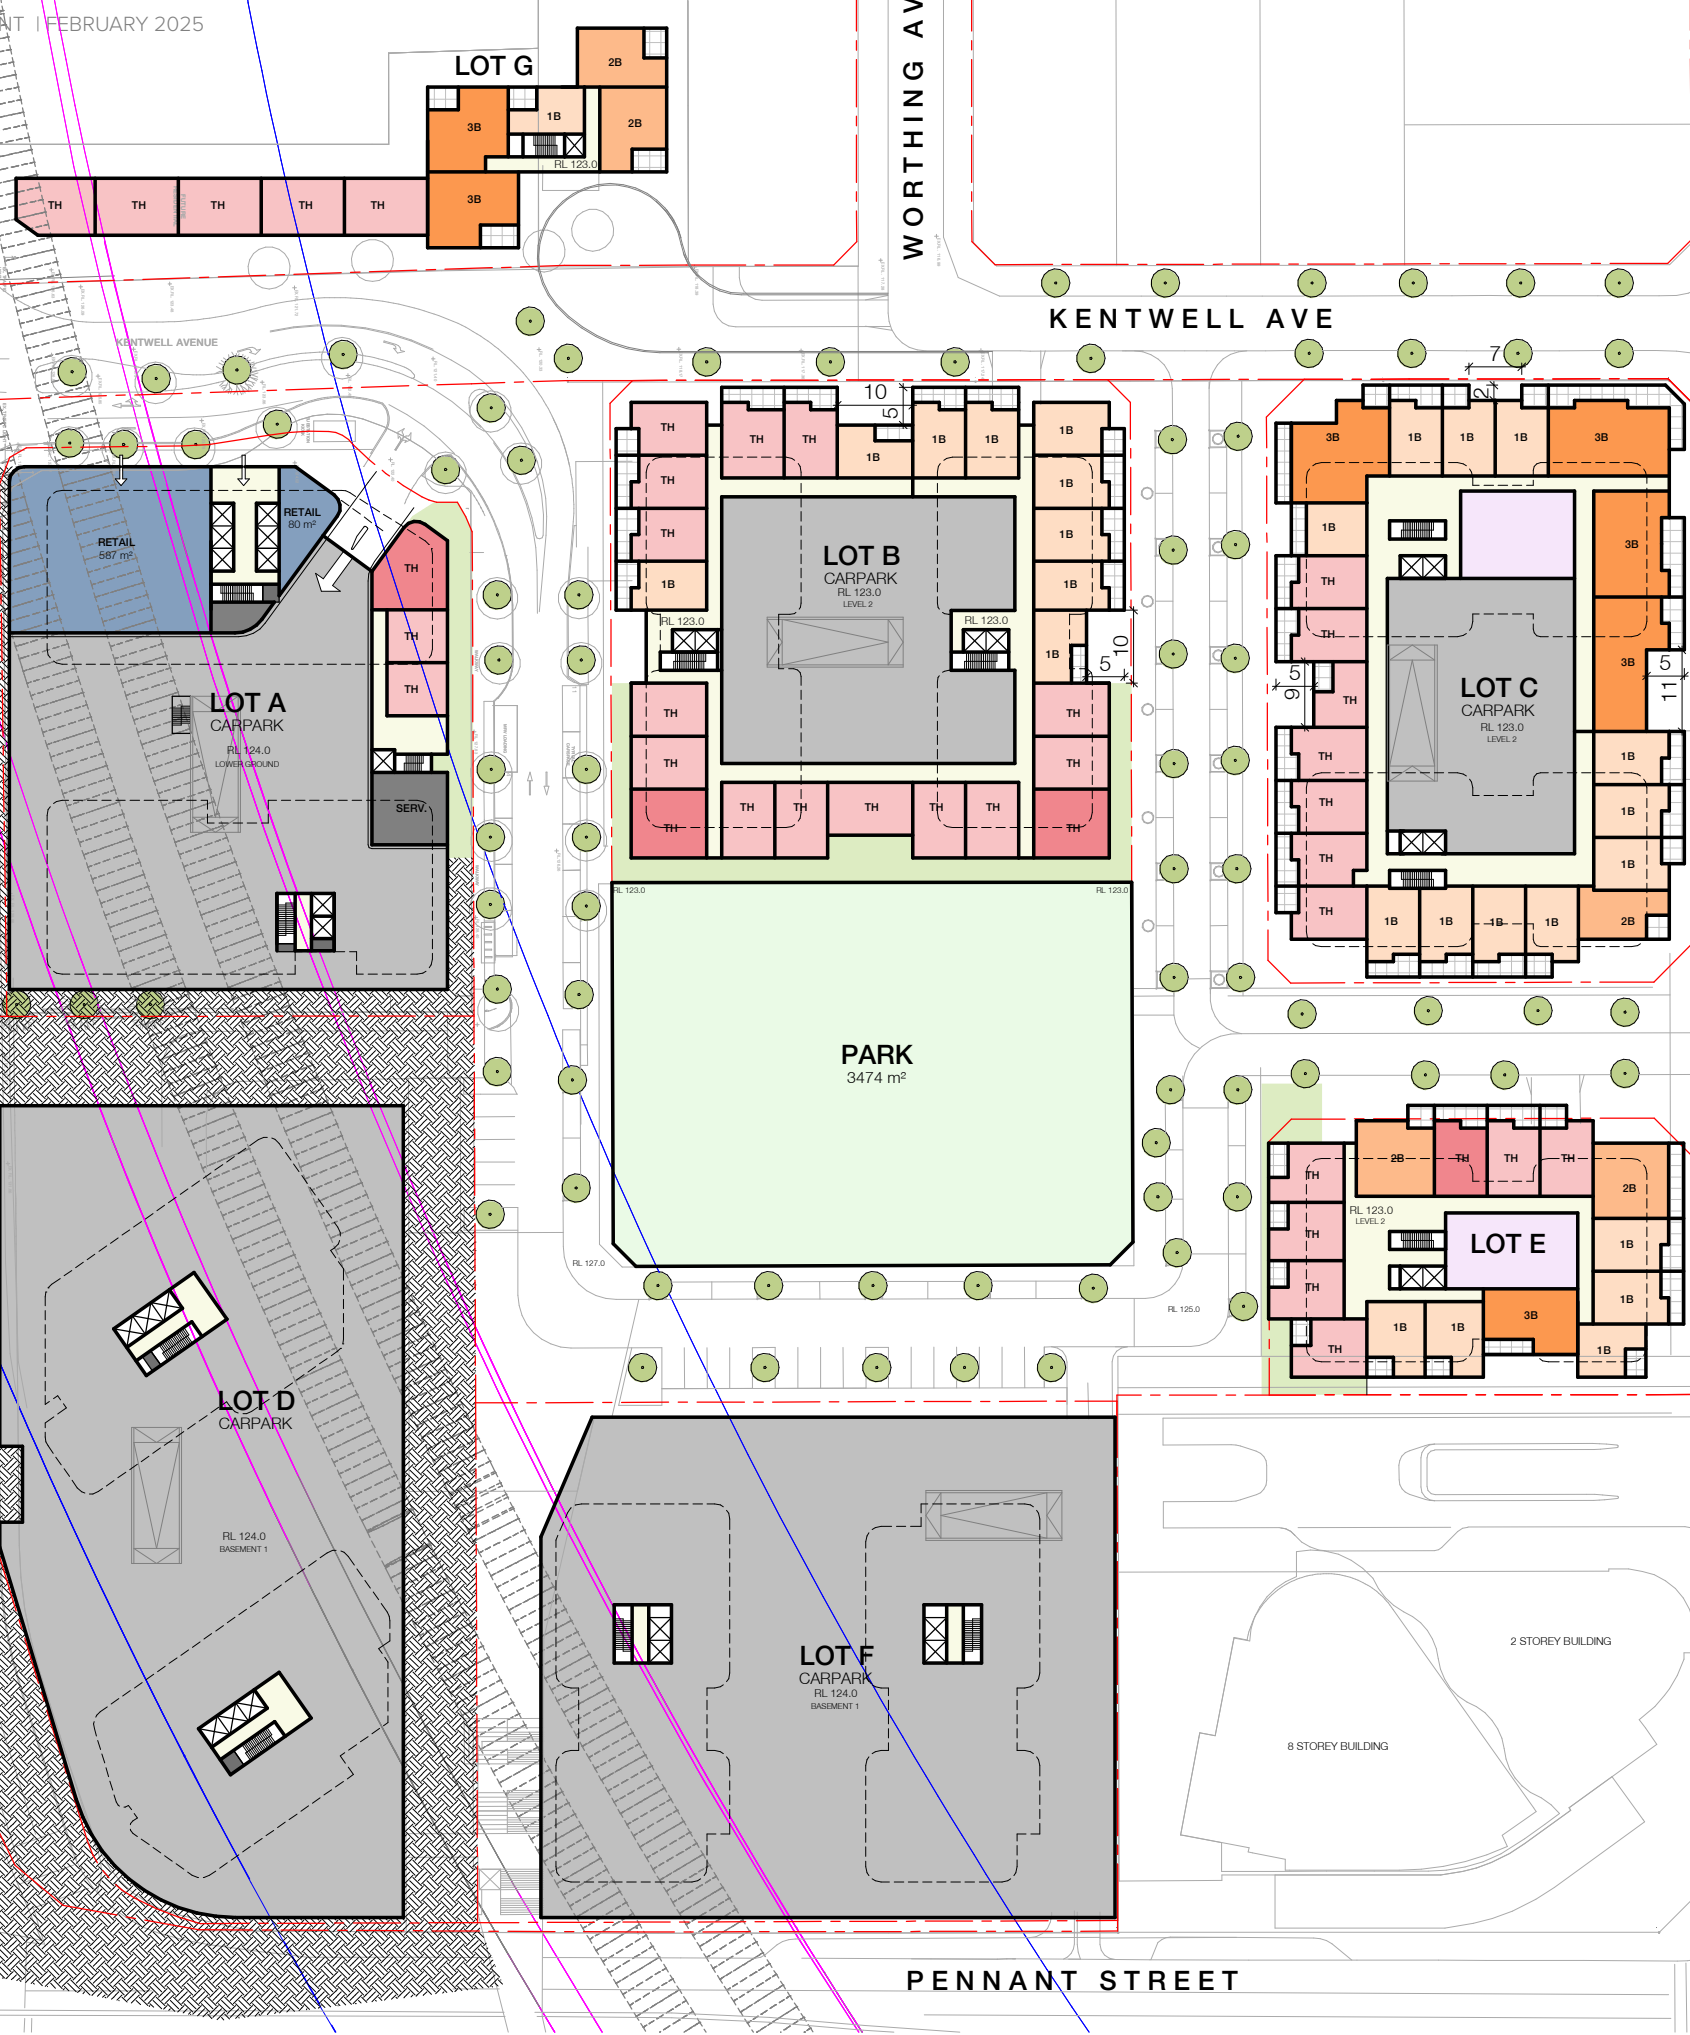 NT | FEBRUARY 2025
LOT G
2B
3B
1B
2B
RL 123.0
TH
TH
TH
TH
TH
3B
WORTHING AV
KENTWELL AVE
KENTWELL AVENUE
RETAIL
587 m²
RETAIL
80 m²
TH
TH
TH
LOT A
CARPARK
RL 124.0
LOWER GROUND
SERV.
10
5
TH
TH
TH
1B
1B
1B
1B
TH
1B
TH
1B
1B
1B
LOT B
CARPARK
RL 123.0
LEVEL 2
RL 123.0
RL 123.0
1B
5
10
TH
TH
TH
TH
TH
TH
TH
TH
TH
TH
TH
RL 123.0
RL 123.0
PARK
3474 m²
RL 127.0
RL 125.0
7
2
3B
1B
1B
1B
3B
1B
3B
TH
TH
3B
5
9
5
11
TH
LOT C
CARPARK
RL 123.0
LEVEL 2
TH
1B
TH
1B
TH
1B
TH
1B
1B
1B
1B
2B
TH
2B
TH
TH
TH
2B
RL 123.0
LEVEL 2
TH
LOT E
1B
TH
1B
3B
TH
1B
1B
1B
LOT D
CARPARK
RL 124.0
BASEMENT 1
LOT F
CARPARK
RL 124.0
BASEMENT 1
2 STOREY BUILDING
8 STOREY BUILDING
PENNANT STREET